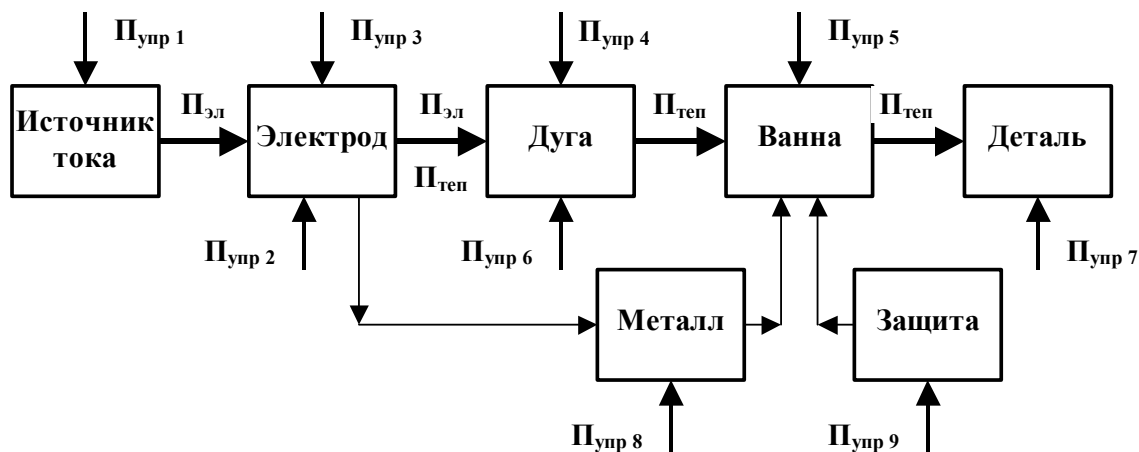 Пупр 1
Пупр 3
Пупр 4
Пупр 5
Источник
тока
Пэл
Электрод
Пэл
Птеп
Дуга
Птеп
Ванна
Птеп
Деталь
Пупр 2
Пупр 6
Пупр 7
Металл
Защита
Пупр 8
Пупр 9